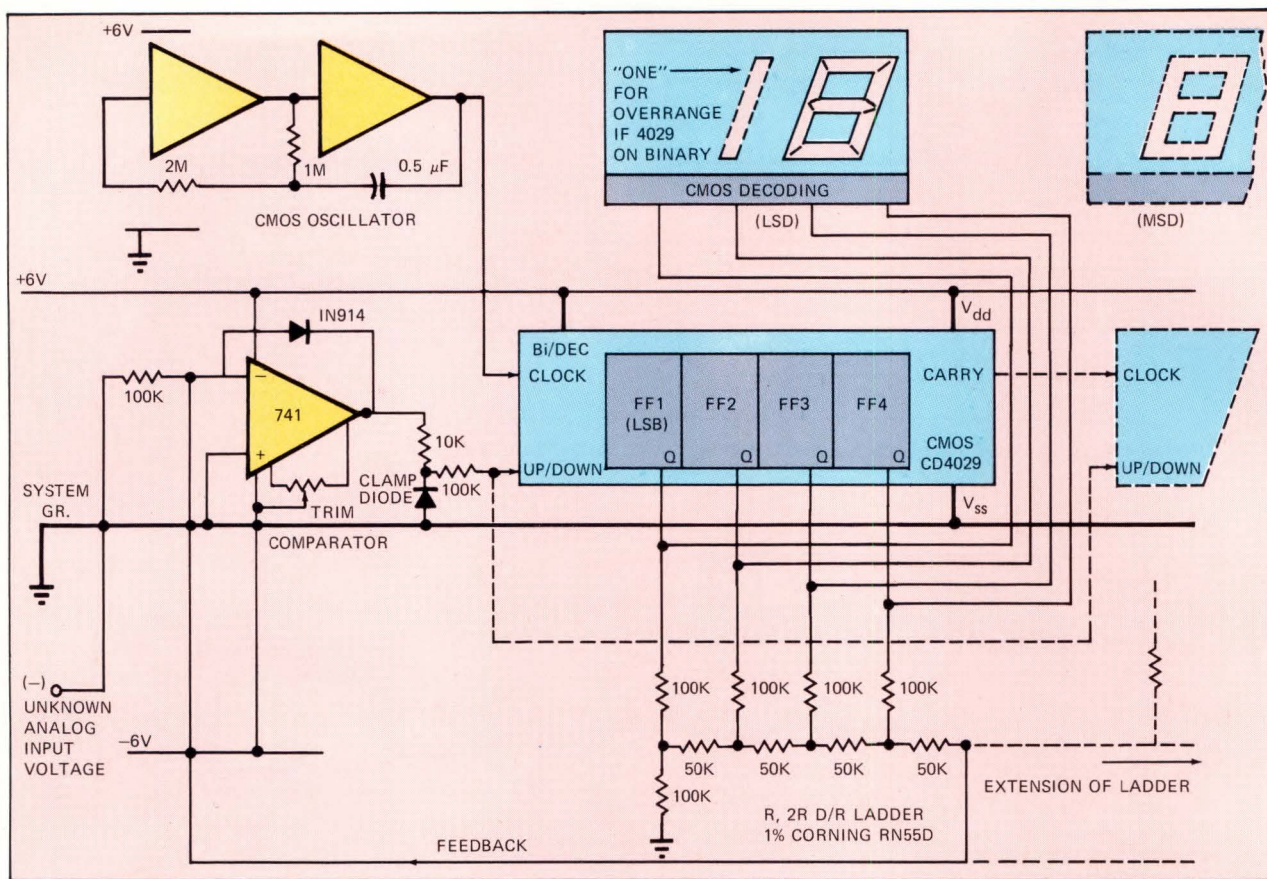 +6V
2M
1M
0.5 µF
CMOS OSCILLATOR
"ONE"
FOR
OVERRANGE
IF 4029
ON BINARY
CMOS DECODING
(LSD)
(MSD)
+6V
IN914
100K
−
741
+
TRIM
10K
100K
CLAMP
DIODE
SYSTEM
GR.
COMPARATOR
Bi/DEC
CLOCK
UP/DOWN
FF1
(LSB)
Q
FF2
Q
FF3
Q
FF4
Q
CARRY
CMOS
CD4029
Vdd
Vss
CLOCK
UP/DOWN
(−)
UNKNOWN
ANALOG
INPUT
VOLTAGE
−6V
100K
100K
100K
100K
50K
50K
50K
50K
100K
EXTENSION OF LADDER
R, 2R D/R LADDER
1% CORNING RN55D
FEEDBACK